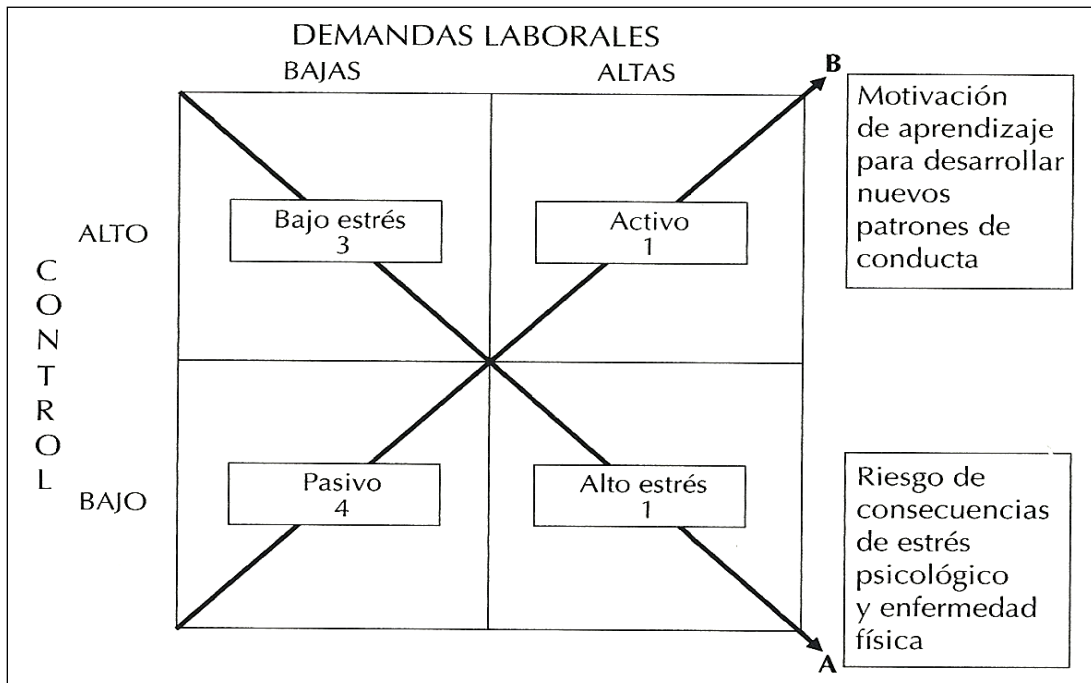 DEMANDAS LABORALES
BAJAS
ALTAS
B
Motivación
de aprendizaje
para desarrollar
nuevos
patrones de
conducta
ALTO
Bajo estrés
3
Activo
1
CONTROL
BAJO
Pasivo
4
Alto estrés
1
Riesgo de
consecuencias
de estrés
psicológico
y enfermedad
física
A